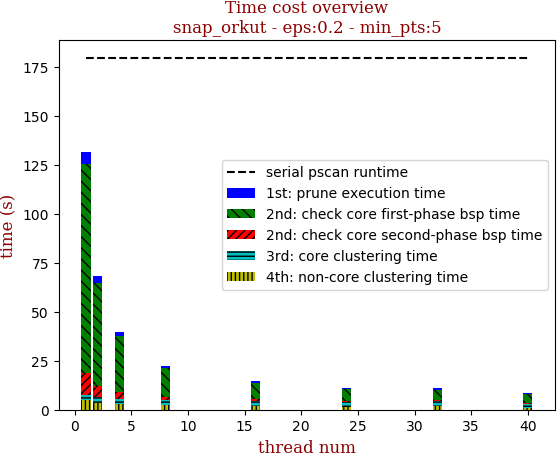 Time cost overview
snap_orkut - eps:0.2 - min_pts:5
time (s)
175
150
125
100
75
50
25
0
serial pscan runtime
1st: prune execution time
2nd: check core first-phase bsp time
2nd: check core second-phase bsp time
3rd: core clustering time
4th: non-core clustering time
0 5 10 15 20 25 30 35 40
thread num